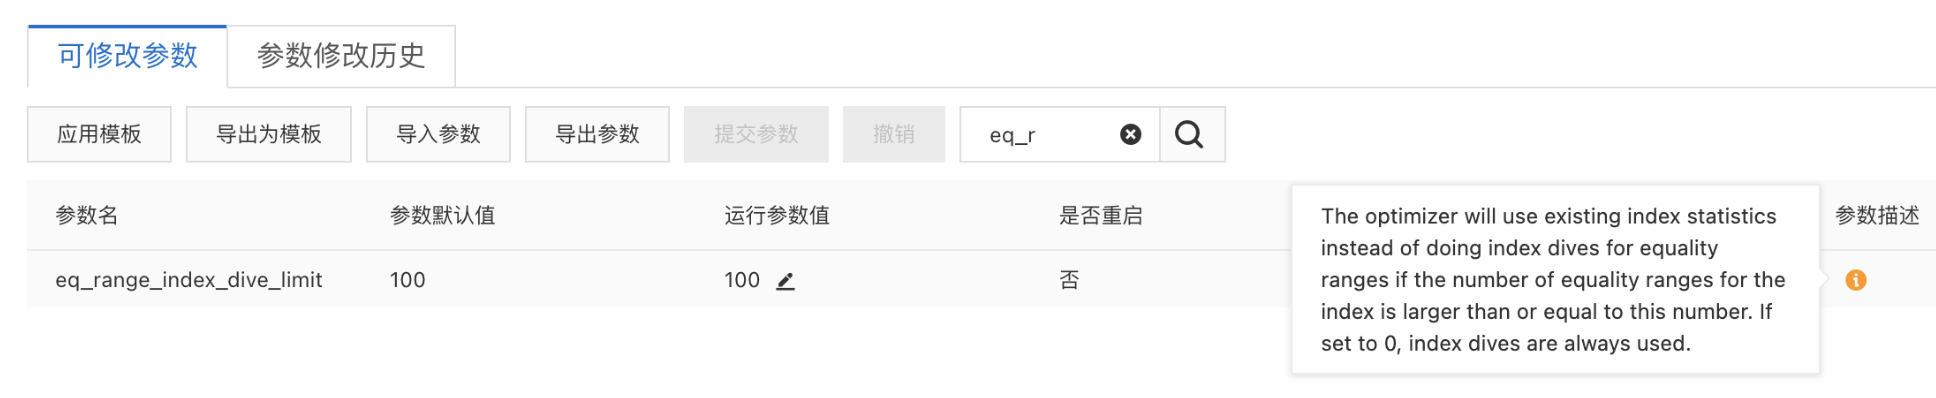 可修改参数 参数修改历史
应用模板 导出为模板 导入参数 导出参数 提交参数 撤销 eq_r
参数名 参数默认值 运行参数值 是否重启 参数描述
eq_range_index_dive_limit 100 100 否
The optimizer will use existing index statistics
instead of doing index dives for equality
ranges if the number of equality ranges for the
index is larger than or equal to this number. If
set to 0, index dives are always used.